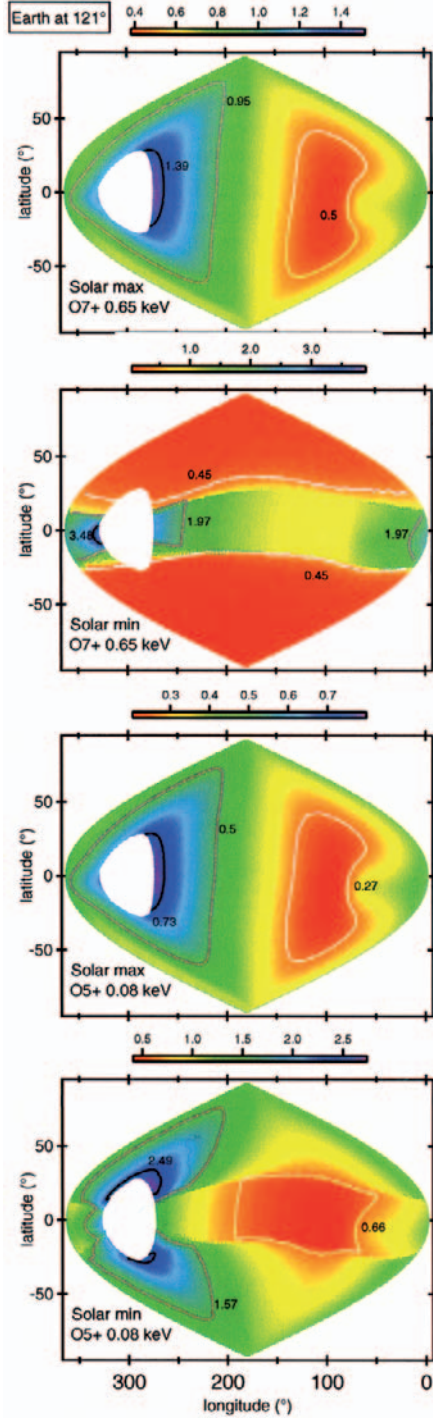 Earth at 121°
0.4 0.6 0.8 1.0 1.2 1.4
50
0
-50
latitude (°)
0.95
1.39
0.5
Solar max
O7+ 0.65 keV
1.0 2.0 3.0
50
0
-50
latitude (°)
0.45
1.97
3.48
1.97
0.45
Solar min
O7+ 0.65 keV
0.3 0.4 0.5 0.6 0.7
50
0
-50
latitude (°)
0.5
0.27
0.73
Solar max
O5+ 0.08 keV
0.5 1.0 1.5 2.0 2.5
50
0
-50
latitude (°)
2.49
0.66
1.57
Solar min
O5+ 0.08 keV
300 200 100 0
longitude (°)